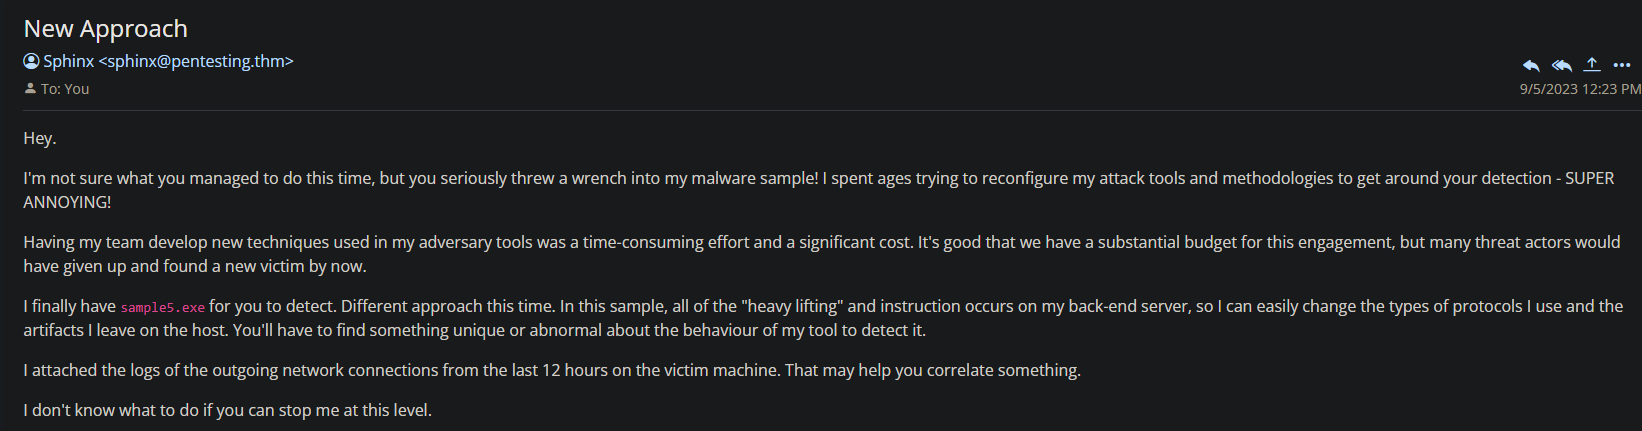 New Approach
Sphinx <sphinx@pentesting.thm>
To: You
9/5/2023 12:23 PM
Hey.
I'm not sure what you managed to do this time, but you seriously threw a wrench into my malware sample! I spent ages trying to reconfigure my attack tools and methodologies to get around your detection - SUPER
ANNOYING!
Having my team develop new techniques used in my adversary tools was a time-consuming effort and a significant cost. It's good that we have a substantial budget for this engagement, but many threat actors would
have given up and found a new victim by now.
I finally have sample5.exe for you to detect. Different approach this time. In this sample, all of the "heavy lifting" and instruction occurs on my back-end server, so I can easily change the types of protocols I use and the
artifacts I leave on the host. You'll have to find something unique or abnormal about the behaviour of my tool to detect it.
I attached the logs of the outgoing network connections from the last 12 hours on the victim machine. That may help you correlate something.
I don't know what to do if you can stop me at this level.